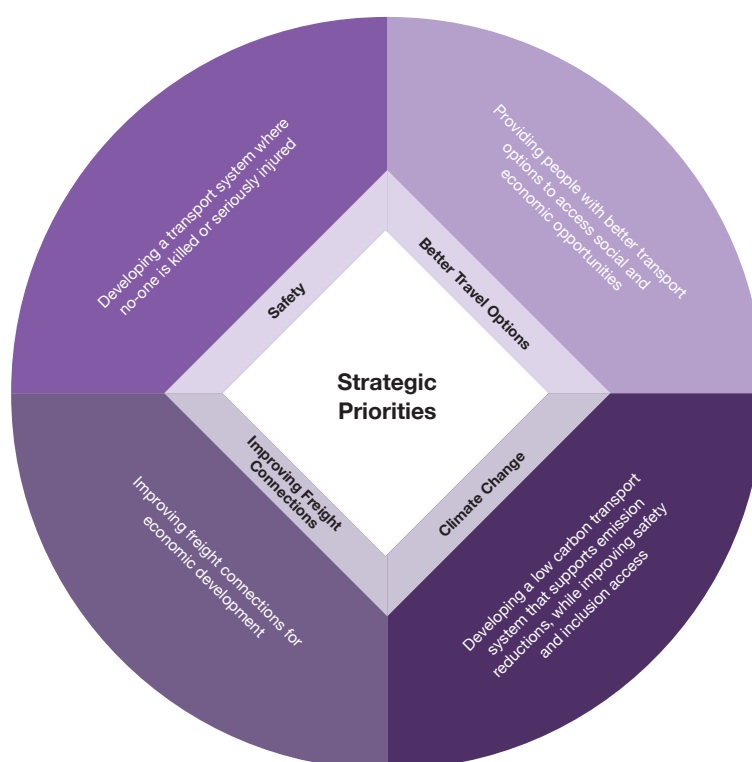 Developing a transport system where
no-one is killed or seriously injured
Safety
Providing people with better transport
options to access social and
economic opportunities
Better Travel Options
Strategic
Priorities
Improving Freight
Connections
Improving freight connections for
economic development
Climate Change
Developing a low carbon transport
system that supports emission
reductions, while improving safety
and inclusion access